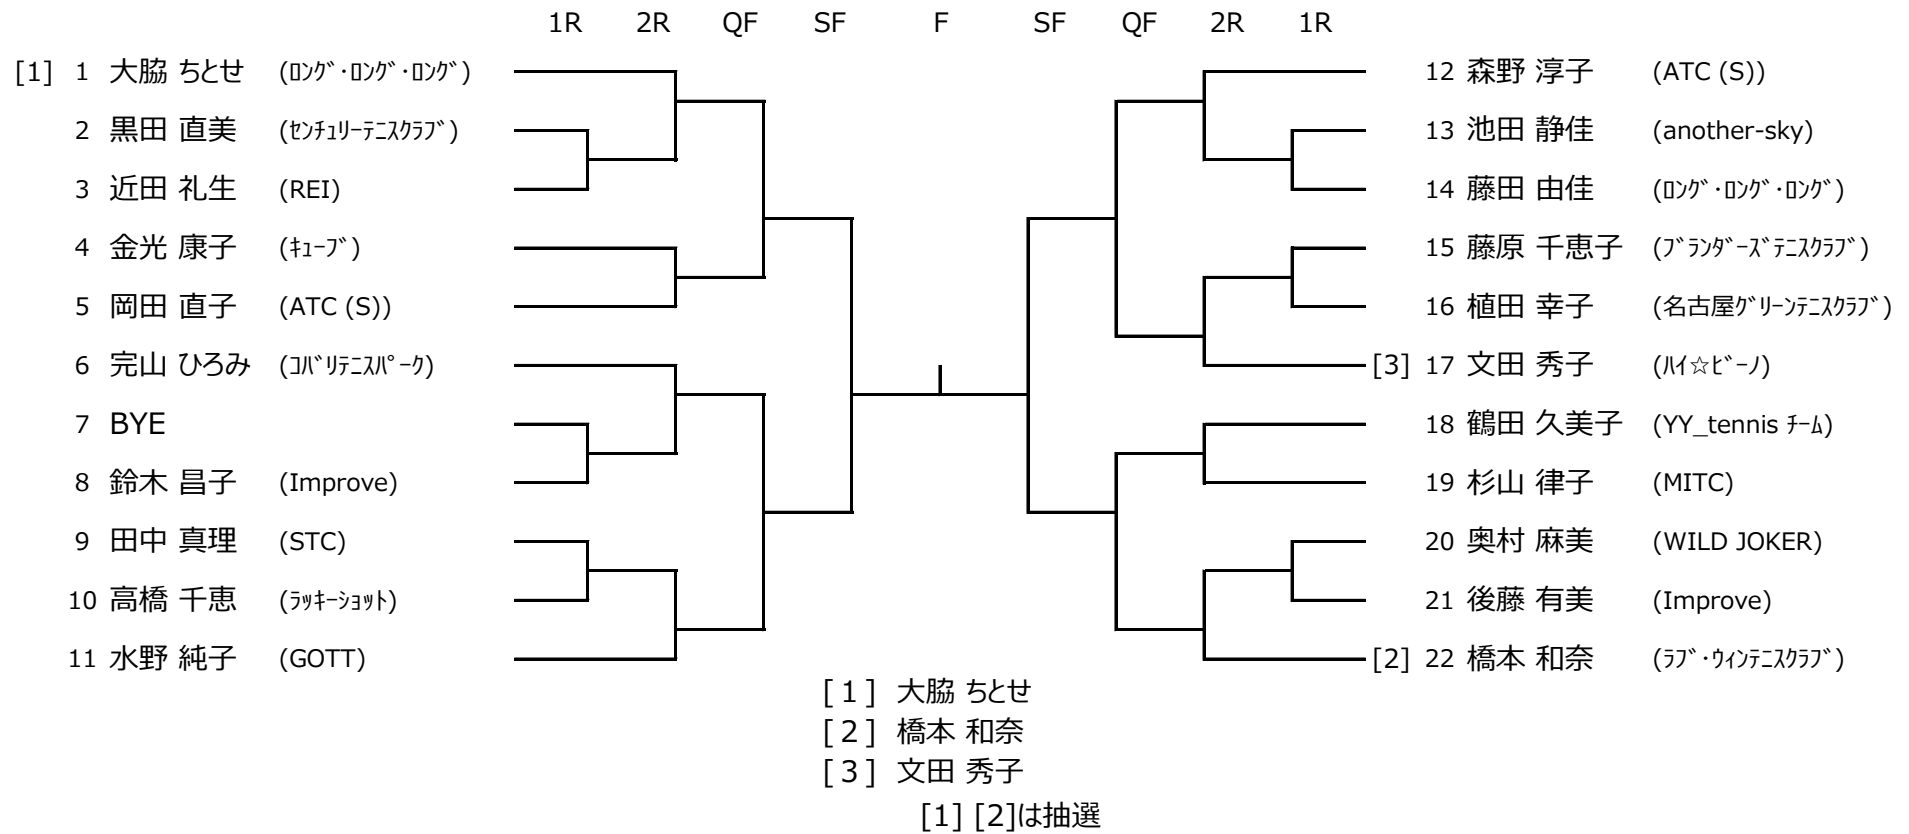 1R 2R QF SF F SF QF 2R 1R
[1] 1 大脇 ちとせ (ﾛﾝｸﾞ･ﾛﾝｸﾞ･ﾛﾝｸﾞ) 12 森野 淳子 (ATC (S))
2 黒田 直美 (ｾﾝﾁｭﾘｰﾃﾆｽｸﾗﾌﾞ) 13 池田 静佳 (another-sky)
3 近田 礼生 (REI) 14 藤田 由佳 (ﾛﾝｸﾞ･ﾛﾝｸﾞ･ﾛﾝｸﾞ)
4 金光 康子 (ｷｭｰﾌﾞ) 15 藤原 千恵子 (ﾌﾞﾗﾝﾀﾞｰｽﾞﾃﾆｽｸﾗﾌﾞ)
5 岡田 直子 (ATC (S)) 16 植田 幸子 (名古屋ｸﾞﾘｰﾝﾃﾆｽｸﾗﾌﾞ)
6 完山 ひろみ (ｺﾊﾞﾘﾃﾆｽﾊﾟｰｸ) [3] 17 文田 秀子 (ﾊｲ☆ﾋﾞｰﾉ)
7 BYE 18 鶴田 久美子 (YY_tennis ﾁｰﾑ)
8 鈴木 昌子 (Improve) 19 杉山 律子 (MITC)
9 田中 真理 (STC) 20 奥村 麻美 (WILD JOKER)
10 高橋 千恵 (ﾗｯｷｰｼｮｯﾄ) 21 後藤 有美 (Improve)
11 水野 純子 (GOTT) [2] 22 橋本 和奈 (ﾗﾌﾞ･ｳｨﾝﾃﾆｽｸﾗﾌﾞ)
[１] 大脇 ちとせ
[２] 橋本 和奈
[３] 文田 秀子
[1] [2]は抽選